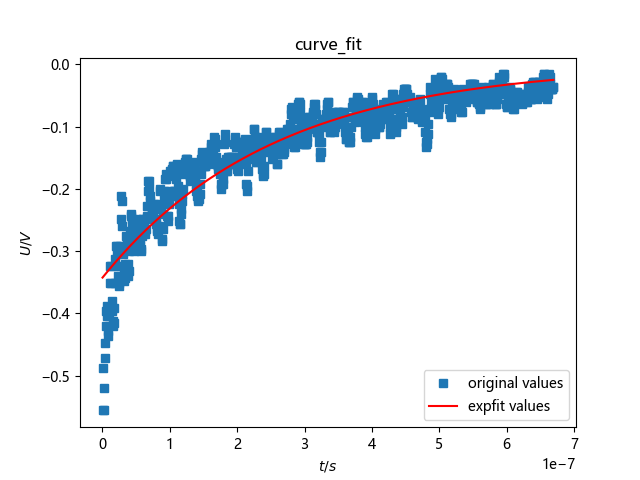 curve_fit
0.0
−0.1
−0.2
−0.3
−0.4
−0.5
U/V
0
1
2
3
4
5
6
7
1e−7
t/s
original values
expfit values